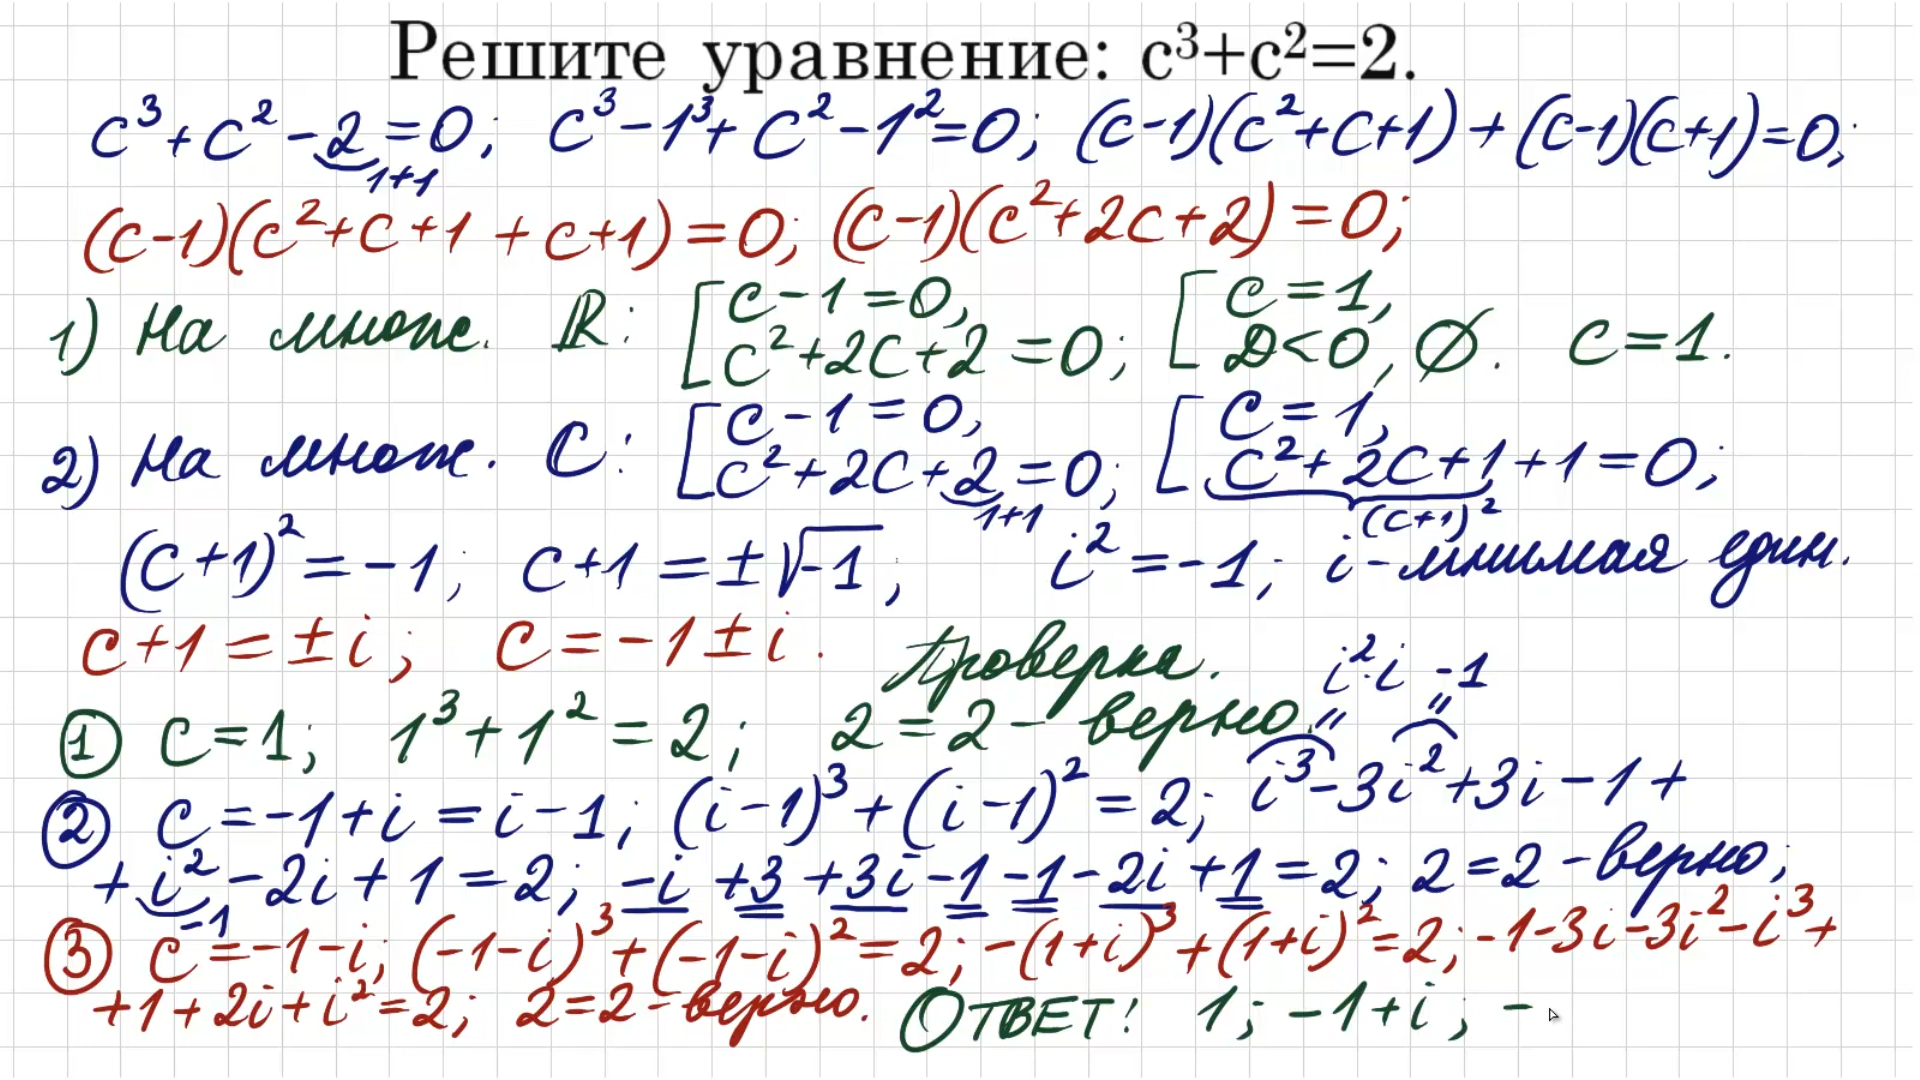 Решите уравнение: c³+c²=2.
c³+c²-2=0; c³-1³+c²-1²=0; (c-1)(c²+c+1)+(c-1)(c+1)=0;
1+1
(c-1)(c²+c+1+c+1)=0; (c-1)(c²+2c+2)=0;
1) На множ. ℝ: [c-1=0, [c=1,
c²+2c+2=0; D<0, ∅. c=1.
2) На множ. C: [c-1=0, [c=1,
c²+2c+2=0; c²+2c+1+1=0;
1+1 (c+1)²
(c+1)²=-1; c+1=±√-1; i²=-1; i-мнимая един.
c+1=±i; c=-1±i. Проверка. i²·i -1
① c=1; 1³+1²=2; 2=2-верно. " "
② c=-1+i=i-1; (i-1)³+(i-1)²=2; i³-3i²+3i-1+
+i²-2i+1=2; -i+3+3i-1-1-2i+1=2; 2=2-верно;
-1
③ c=-1-i; (-1-i)³+(-1-i)²=2; -(1+i)³+(1+i)²=2; -1-3i-3i²-i³+
+1+2i+i²=2; 2=2-верно. ОТВЕТ! 1; -1+i; -